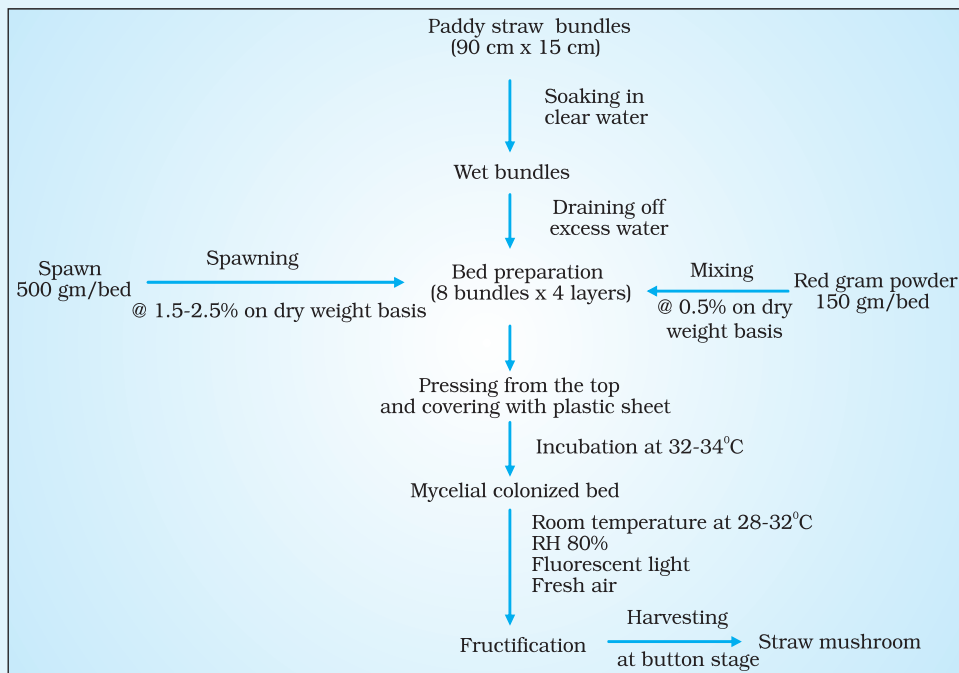 Paddy straw bundles
(90 cm x 15 cm)
Soaking in
clear water
Wet bundles
Draining off
excess water
Spawn
500 gm/bed
Spawning
@ 1.5-2.5% on dry weight basis
Bed preparation
(8 bundles x 4 layers)
Mixing
@ 0.5% on dry
weight basis
Red gram powder
150 gm/bed
Pressing from the top
and covering with plastic sheet
Incubation at 32-34⁰C
Mycelial colonized bed
Room temperature at 28-32⁰C
RH 80%
Fluorescent light
Fresh air
Fructification
Harvesting
at button stage
Straw mushroom